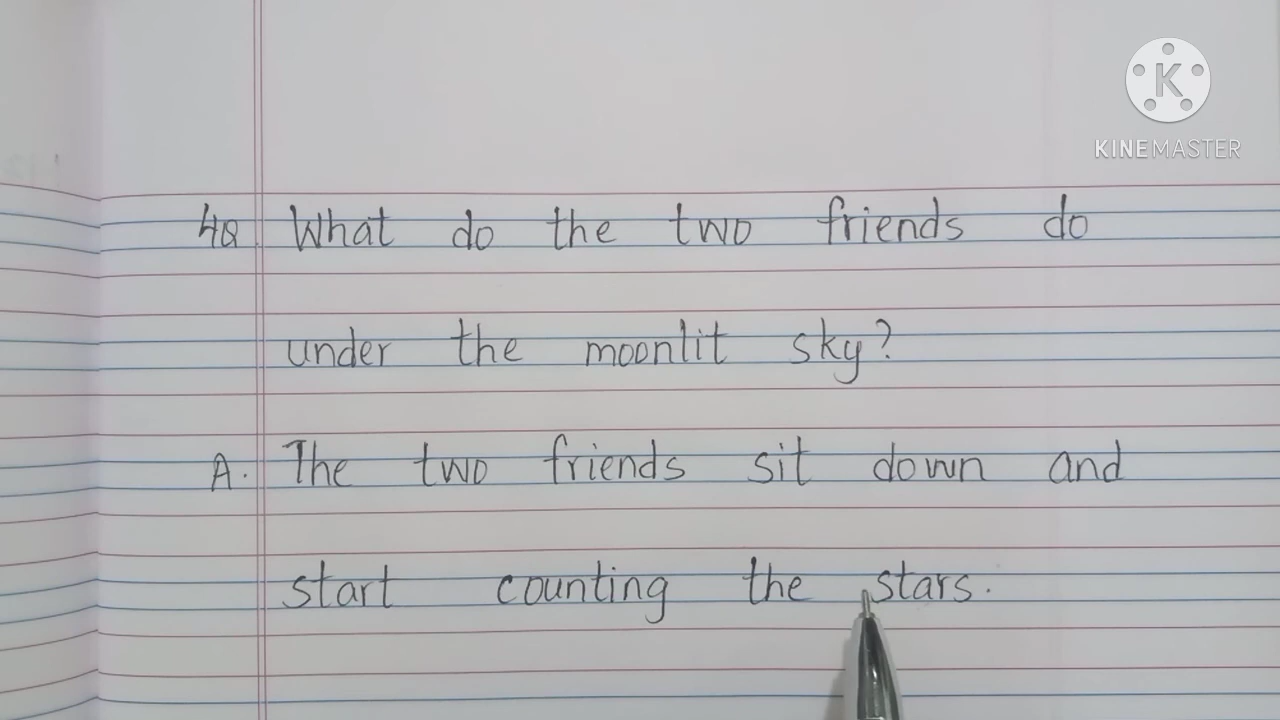 K
KINEMASTER
4Q. What do the two friends do
under the moonlit sky?
A. The two friends sit down and
start counting the stars.